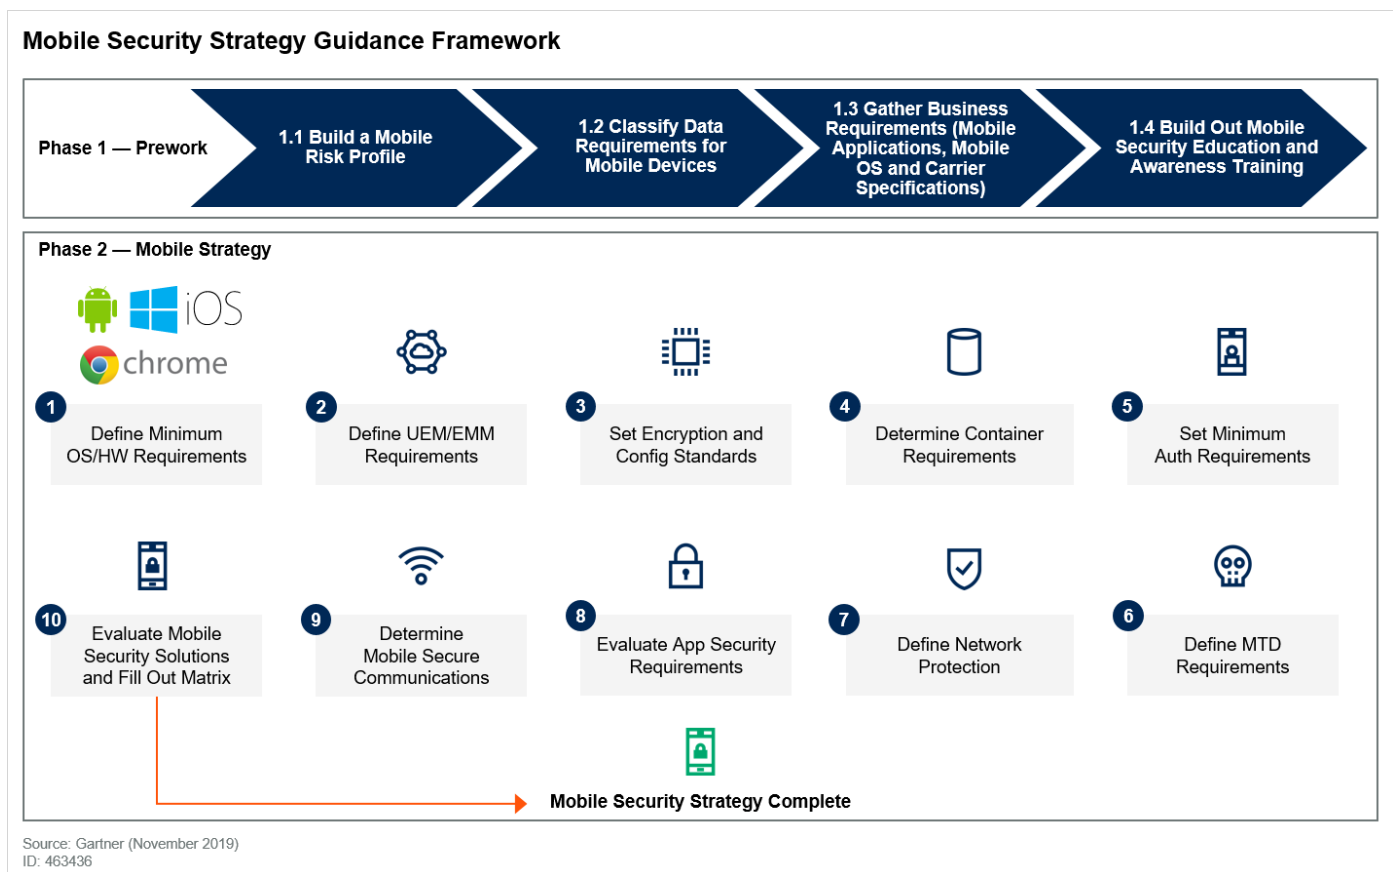 Mobile Security Strategy Guidance Framework
Phase 1 — Prework
1.1 Build a Mobile
Risk Profile
1.2 Classify Data
Requirements for
Mobile Devices
1.3 Gather Business
Requirements (Mobile
Applications, Mobile
OS and Carrier
Specifications)
1.4 Build Out Mobile
Security Education and
Awareness Training
Phase 2 — Mobile Strategy
iOS
chrome
1
Define Minimum
OS/HW Requirements
2
Define UEM/EMM
Requirements
3
Set Encryption and
Config Standards
4
Determine Container
Requirements
5
Set Minimum
Auth Requirements
10
Evaluate Mobile
Security Solutions
and Fill Out Matrix
9
Determine
Mobile Secure
Communications
8
Evaluate App Security
Requirements
7
Define Network
Protection
6
Define MTD
Requirements
Mobile Security Strategy Complete
Source: Gartner (November 2019)
ID: 463436